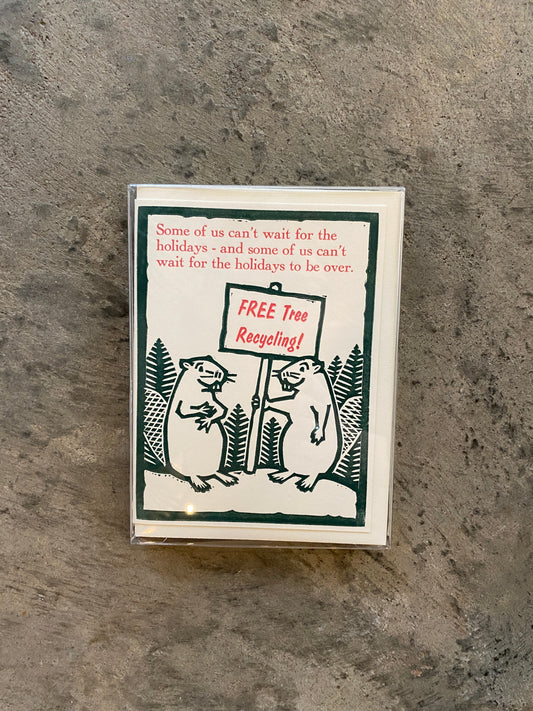 Some of us can't wait for the
holidays - and some of us can't
wait for the holidays to be over.
FREE Tree
Recycling!